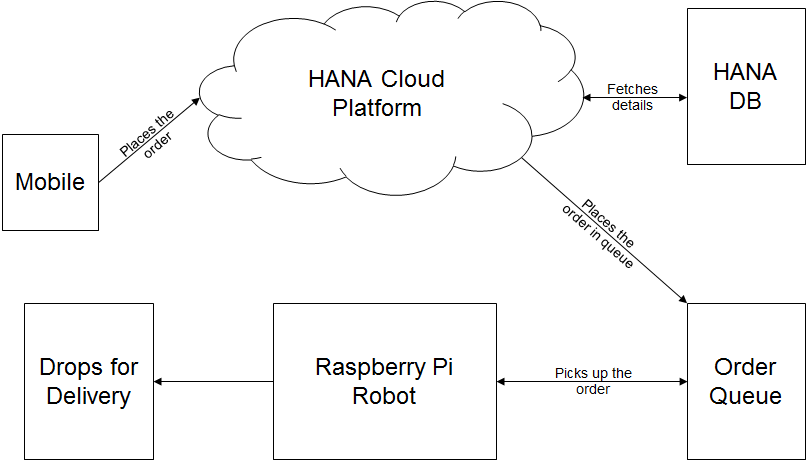 HANA Cloud
Platform
HANA
DB
Fetches
details
Places the
order
Mobile
Places the
order in queue
Drops for
Delivery
Raspberry Pi
Robot
Picks up the
order
Order
Queue